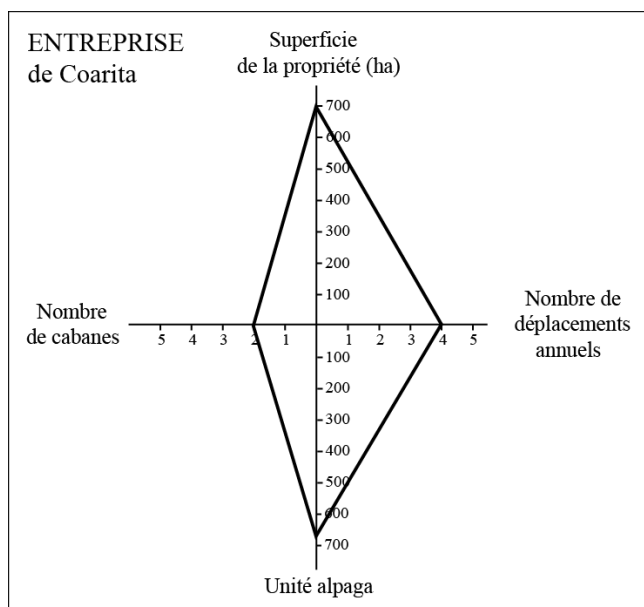 ENTREPRISE
de Coarita
Superficie
de la propriété (ha)
700
600
500
400
300
200
100
Nombre
de cabanes
5 4 3 2 1 1 2 3 4 5
Nombre de
déplacements
annuels
100
200
300
400
500
600
700
Unité alpaga